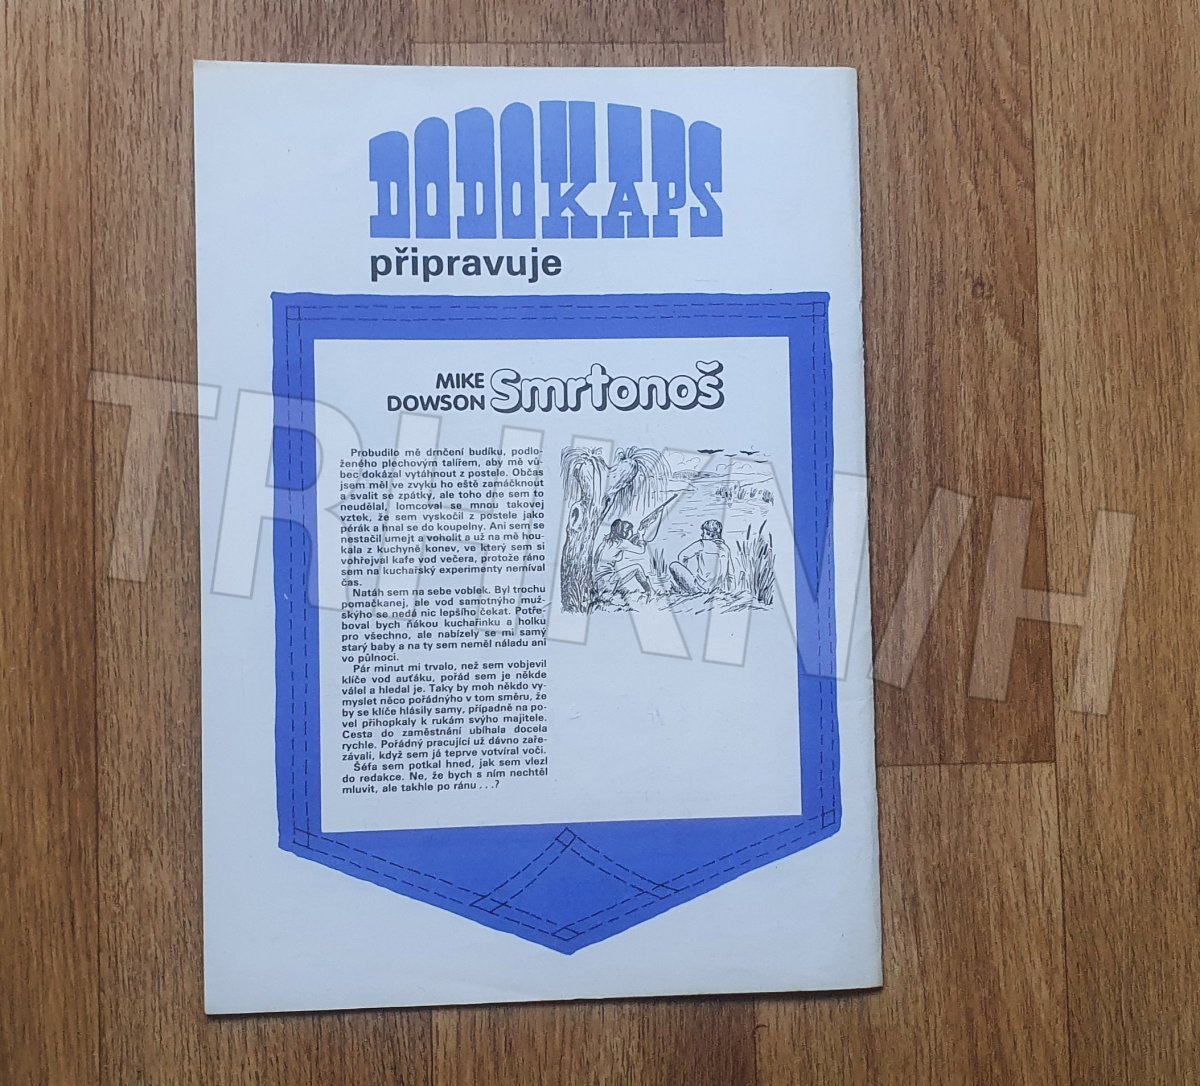 DODOKAPS
připravuje
MIKE
DOWSON
Smrtonoš
Probudilo mě drnčení budíku, podlo-
ženého plechovým talířem, aby mě vů-
bec dokázal vytáhnout z postele. Občas
jsem měl ve zvyku ho eště zamáčknout
a svalit se zpátky, ale toho dne sem to
neudělal, lomcoval se mnou takovej
vztek, že sem vyskočil z postele jako
pérák a hnal se do koupelny. Ani sem se
nestačil umejt a voholit a už na mě hou-
kala z kuchyně konev, ve který sem si
vohřejval kafe vod večera, protože ráno
sem na kuchařský experimenty nemíval
čas.
Natáh sem na sebe voblek. Byl trochu
pomačkanej, ale vod samotnýho muž-
skýho se nedá nic lepšího čekat. Potře-
boval bych ňákou kuchařinku a holku
pro všechno, ale nabízely se mi samý
starý baby a na ty sem neměl náladu ani
vo půlnoci.
Pár minut mi trvalo, než sem vobjevil
klíče vod auťáku, pořád sem je někde
válel a hledal je. Taky by moh někdo vy-
myslet něco pořádnýho v tom směru, že
by se klíče hlásily samy, případně na po-
vel přihopkaly k rukám svýho majitele.
Cesta do zaměstnání ubíhala docela
rychle. Pořádný pracující už dávno zaře-
závali, když sem já teprve votvíral voči.
Šéfa sem potkal hned, jak sem vlezl
do redakce. Ne, že bych s ním nechtěl
mluvit, ale takhle po ránu . . .?
TRHKNIH